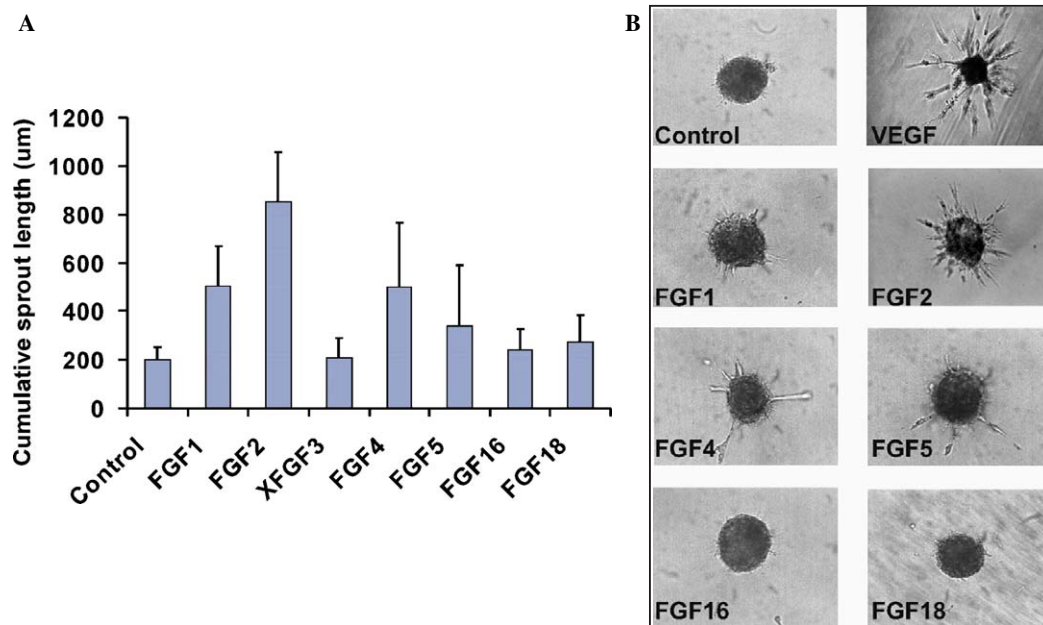 A
Cumulative sprout length (um)
1200
1000
800
600
400
200
0
Control
FGF1
FGF2
XFGF3
FGF4
FGF5
FGF16
FGF18
B
Control
VEGF
FGF1
FGF2
FGF4
FGF5
FGF16
FGF18